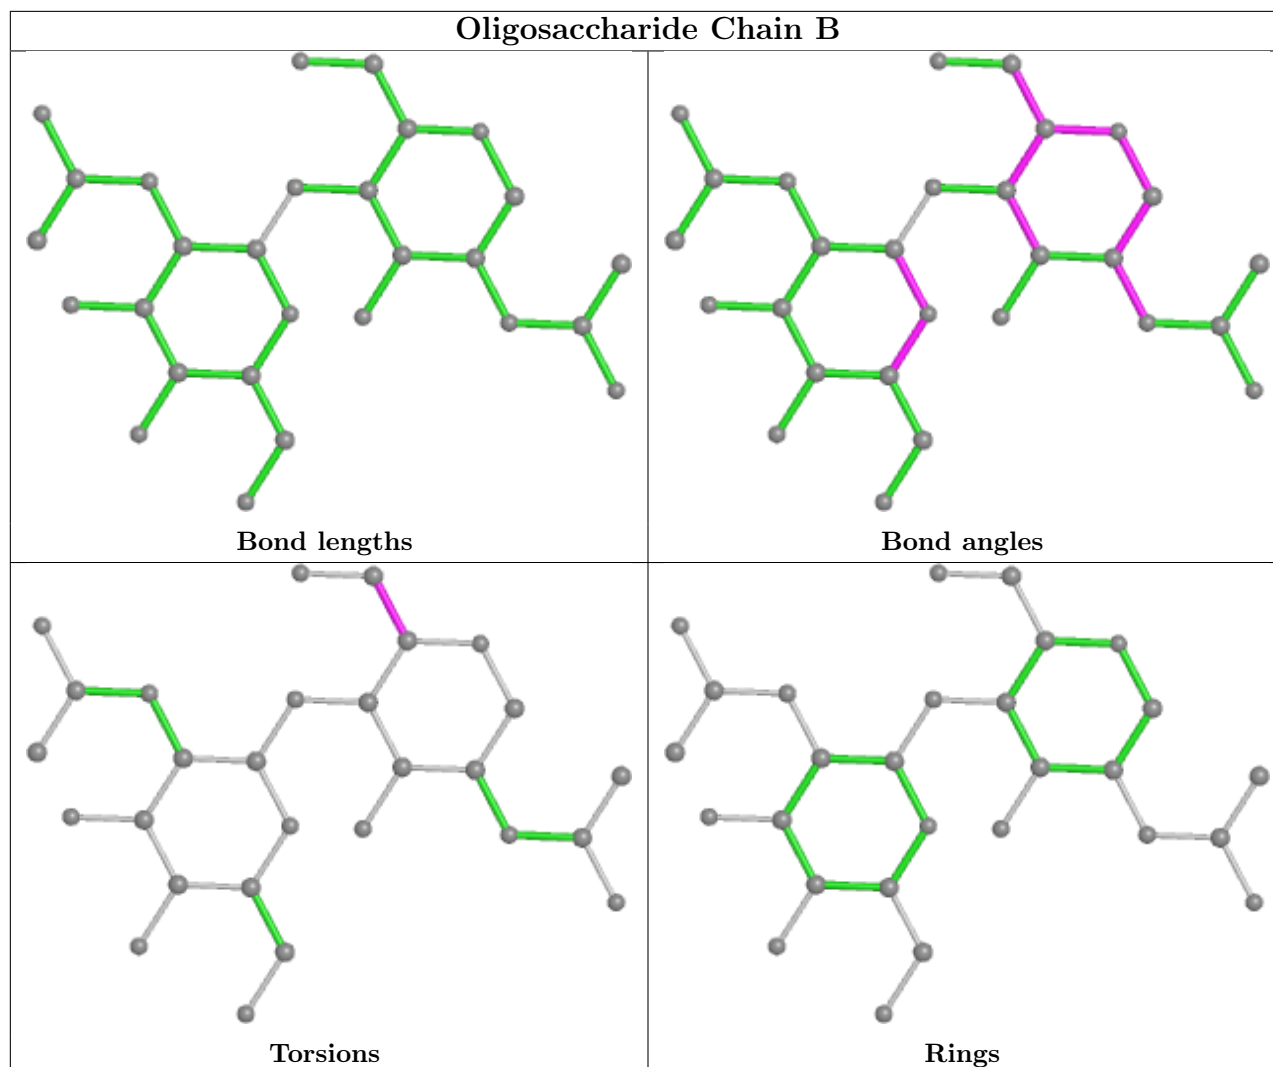 Oligosaccharide Chain B
Bond lengths
Bond angles
Torsions
Rings